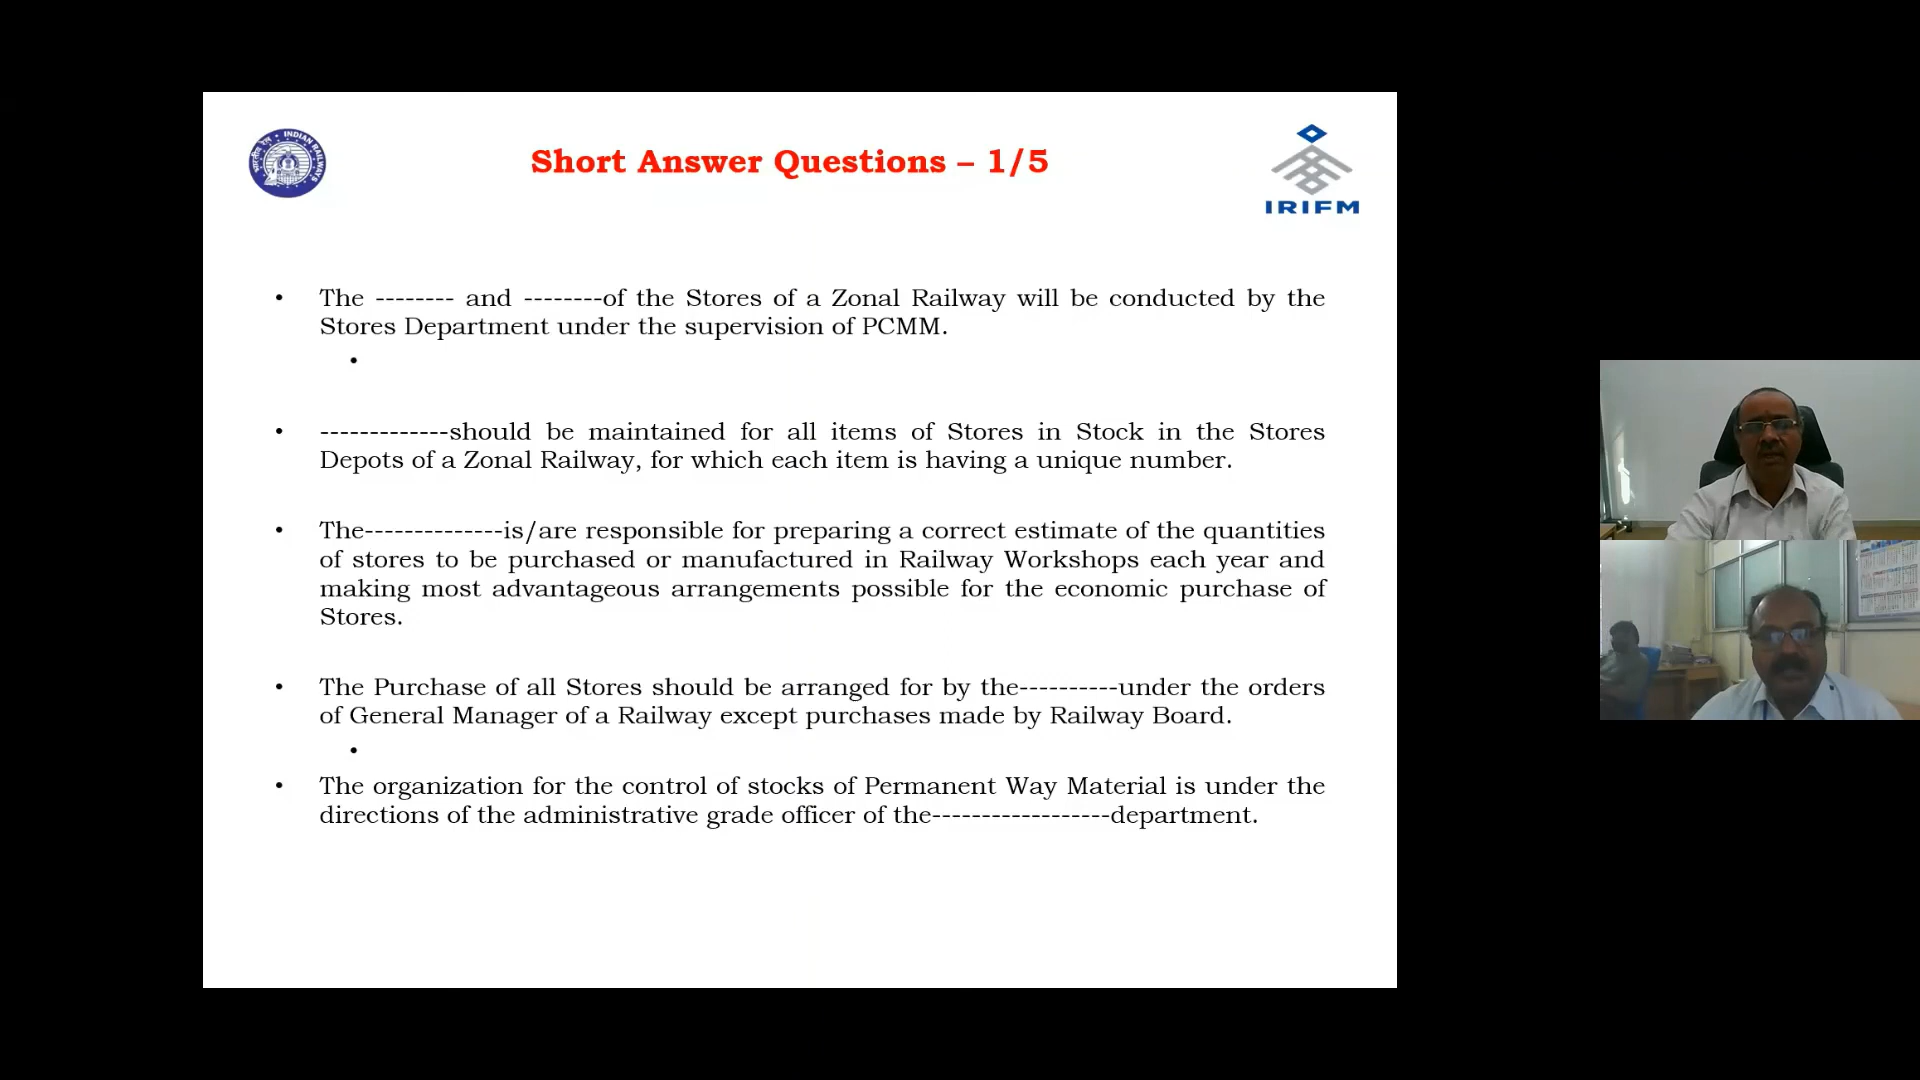 INDIAN RAILWAYS
भारतीय रेल
Short Answer Questions – 1/5
IRIFM
• The -------- and --------of the Stores of a Zonal Railway will be conducted by the
Stores Department under the supervision of PCMM.
•
• -------------should be maintained for all items of Stores in Stock in the Stores
Depots of a Zonal Railway, for which each item is having a unique number.
• The--------------is/are responsible for preparing a correct estimate of the quantities
of stores to be purchased or manufactured in Railway Workshops each year and
making most advantageous arrangements possible for the economic purchase of
Stores.
• The Purchase of all Stores should be arranged for by the----------under the orders
of General Manager of a Railway except purchases made by Railway Board.
•
• The organization for the control of stocks of Permanent Way Material is under the
directions of the administrative grade officer of the------------------department.